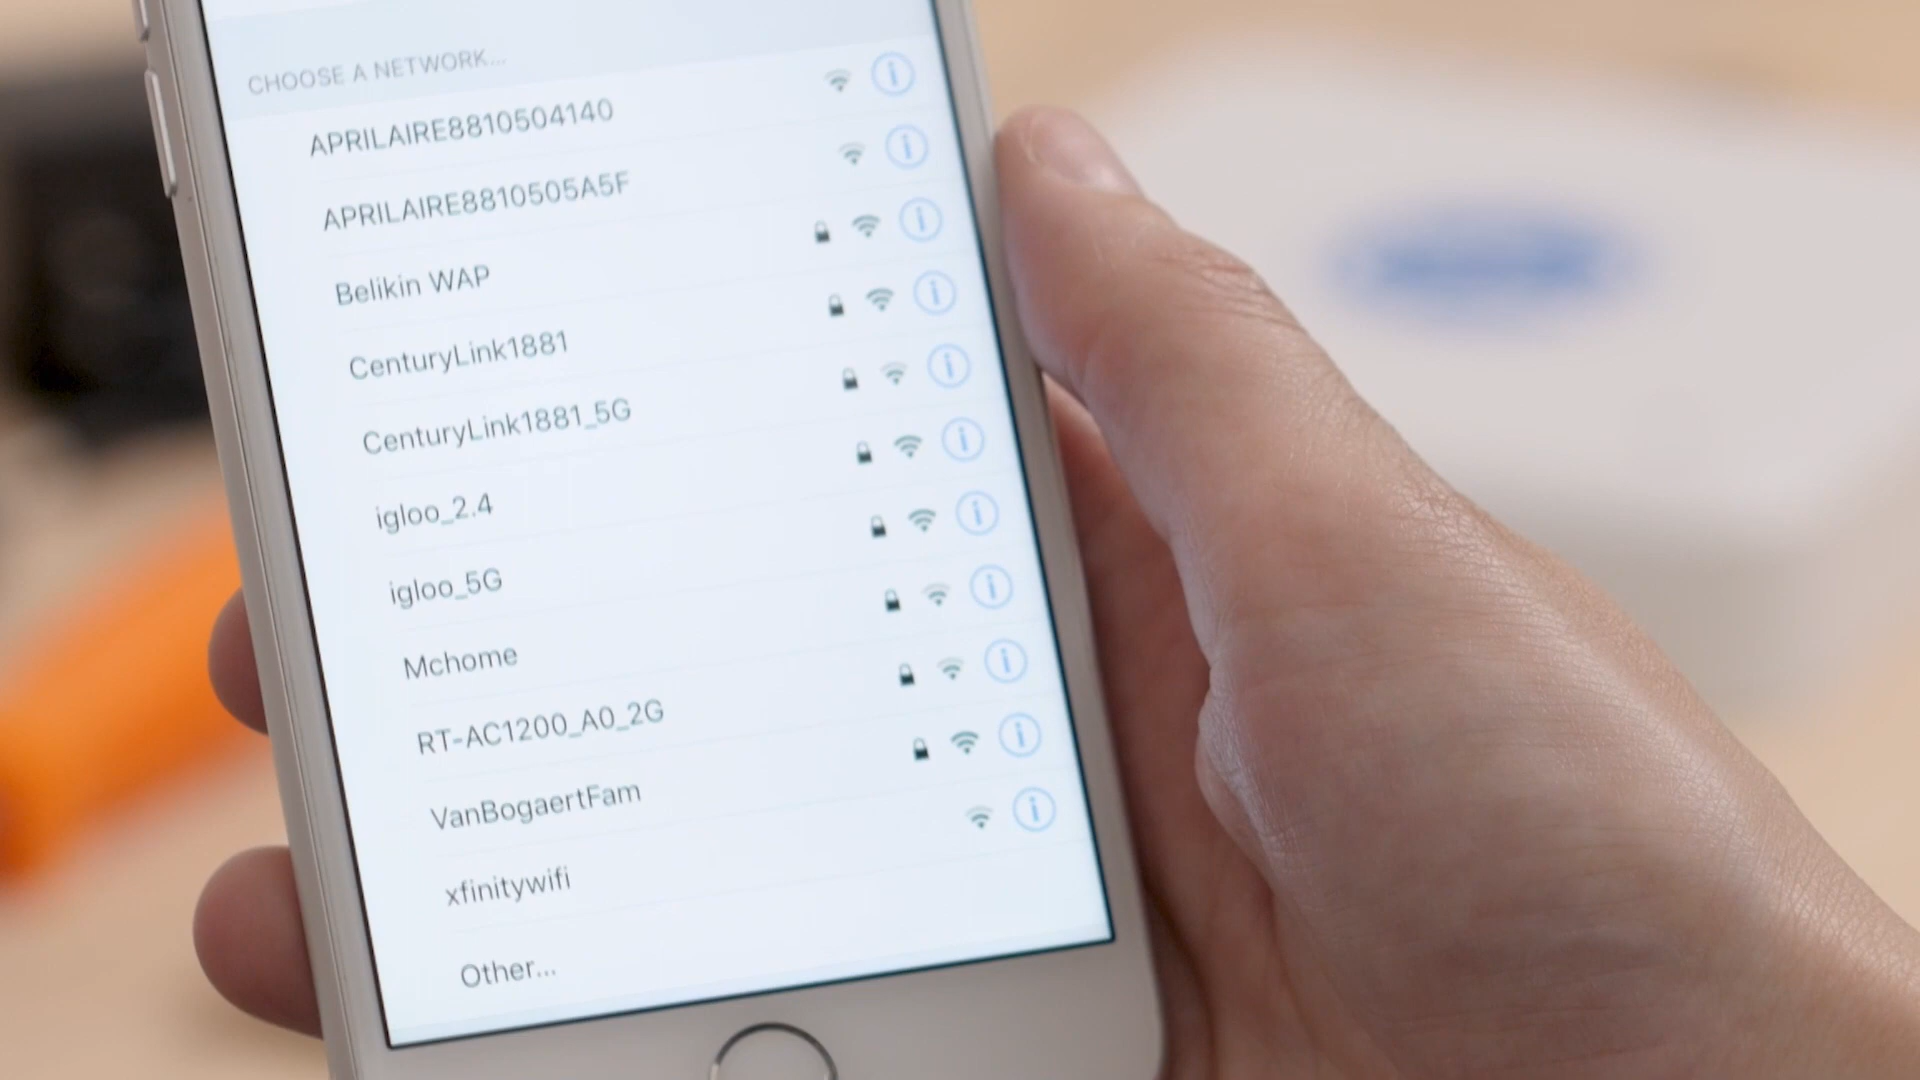 CHOOSE A NETWORK...
APRILAIRE8810504140
APRILAIRE8810505A5F
Belikin WAP
CenturyLink1881
CenturyLink1881_5G
igloo_2.4
igloo_5G
Mchome
RT-AC1200_A0_2G
VanBogaertFam
xfinitywifi
Other...